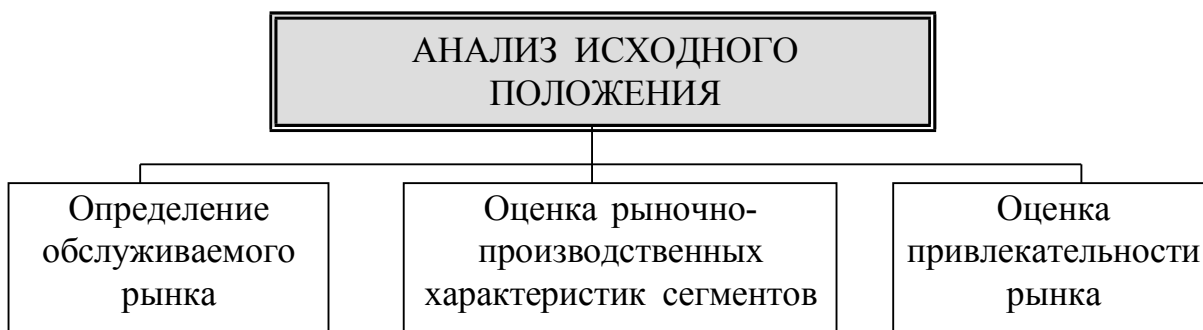 АНАЛИЗ ИСХОДНОГО
ПОЛОЖЕНИЯ
Определение
обслуживаемого
рынка
Оценка рыночно-
производственных
характеристик сегментов
Оценка
привлекательности
рынка